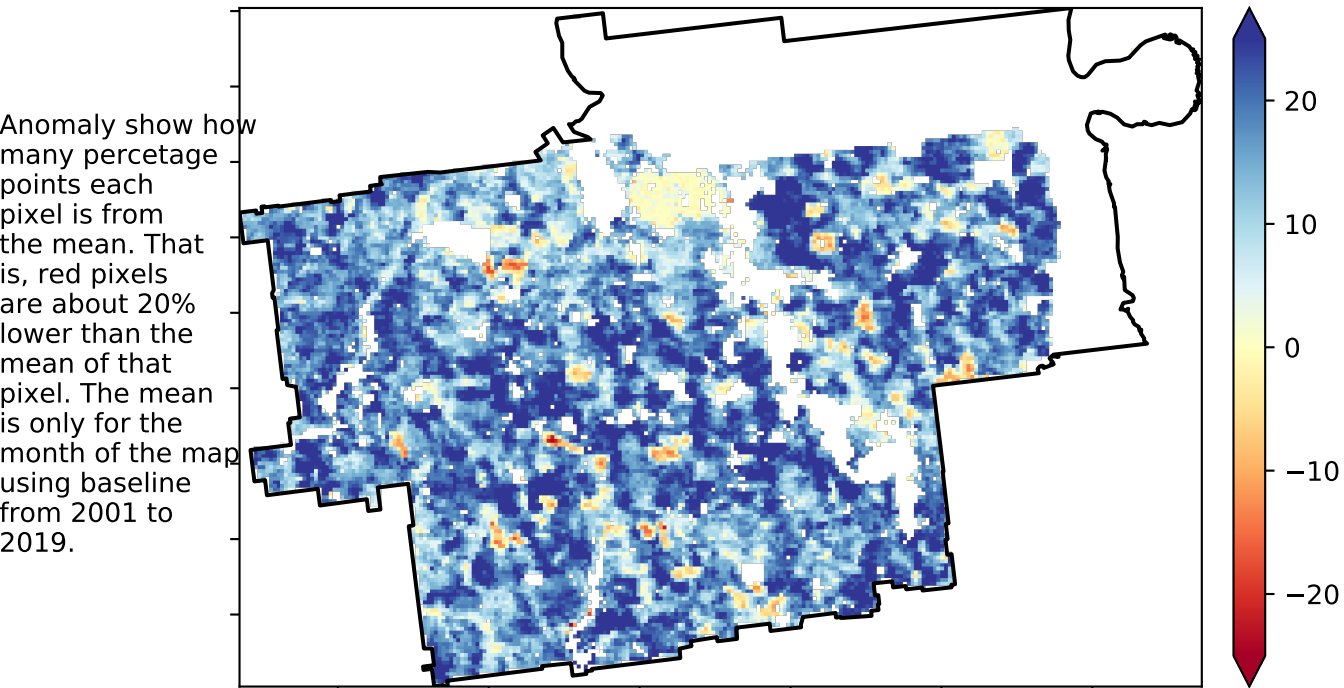 Anomaly show how
many percetage
points each
pixel is from
the mean. That
is, red pixels
are about 20%
lower than the
mean of that
pixel. The mean
is only for the
month of the map
using baseline
from 2001 to
2019.
20
10
0
−10
−20